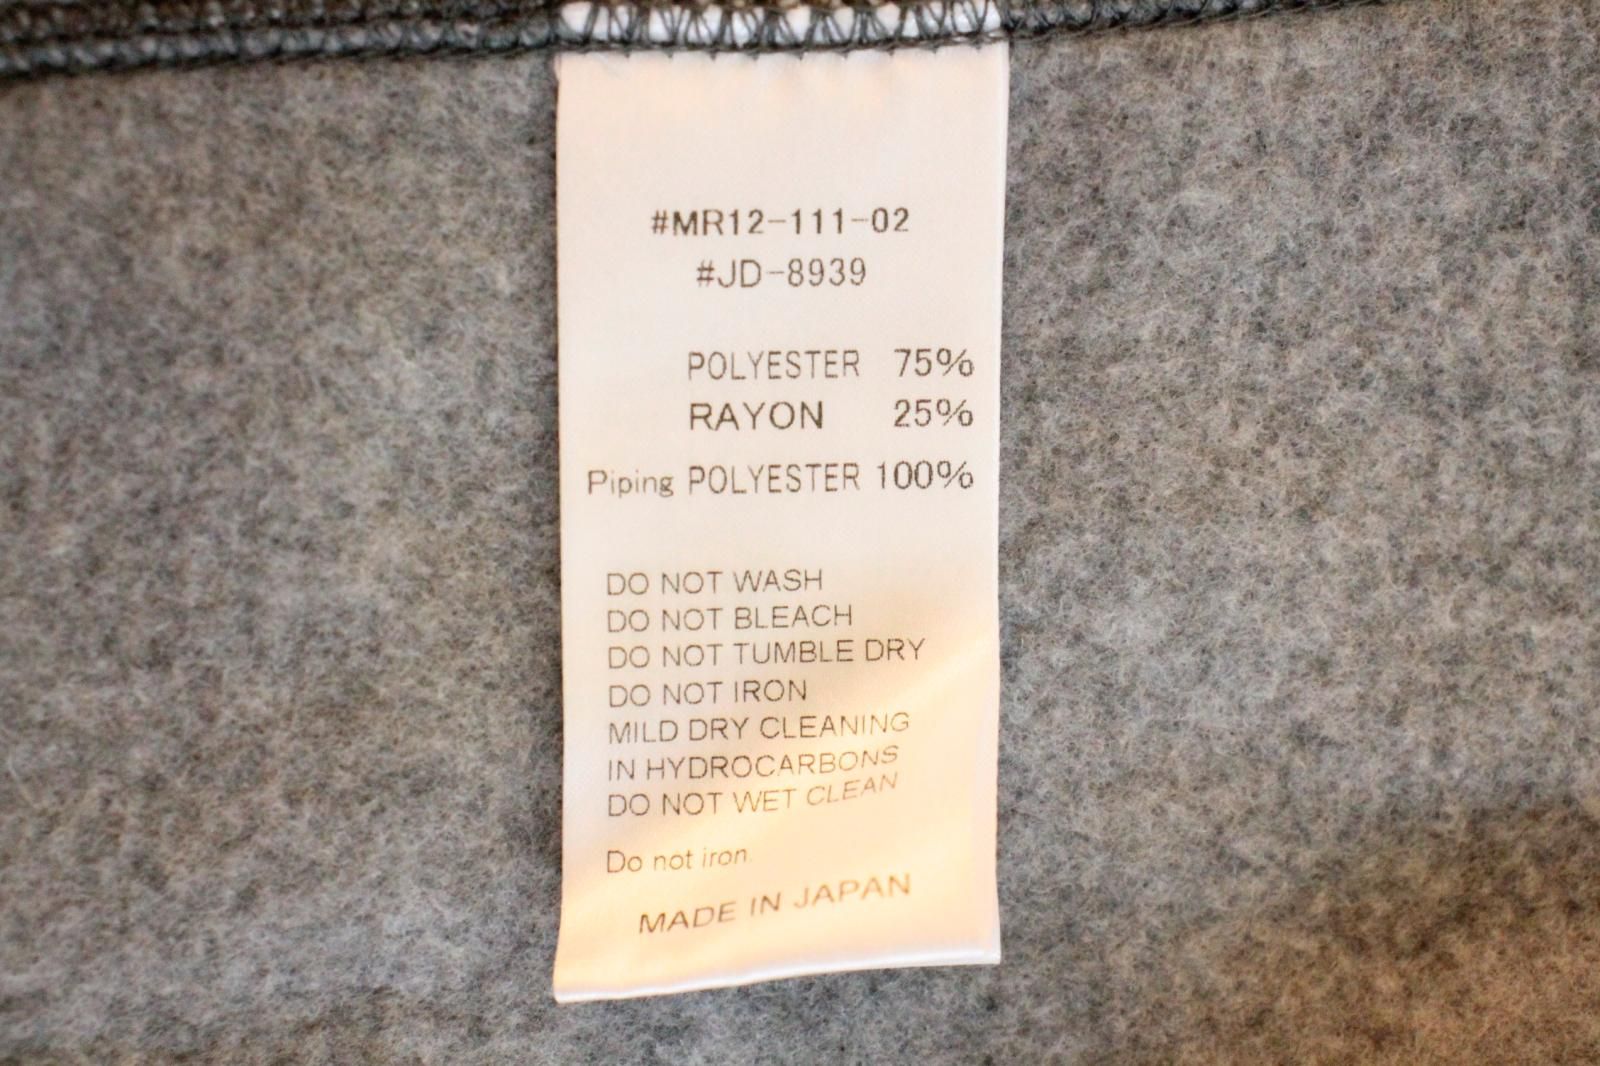 #MR12-111-02
#JD-8939
POLYESTER 75%
RAYON 25%
Piping POLYESTER 100%
DO NOT WASH
DO NOT BLEACH
DO NOT TUMBLE DRY
DO NOT IRON
MILD DRY CLEANING
IN HYDROCARBONS
DO NOT WET CLEAN
Do not iron.
MADE IN JAPAN